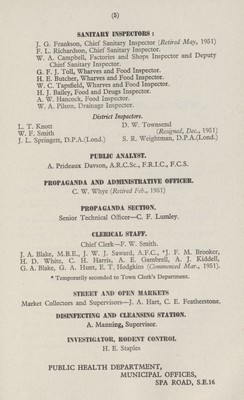 (5)
SANITARY INSPECTORS :
J. G. Frankson, Chief Sanitary Inspector (Retired May, 1951)
F. L. Richardson, Chief Sanitary Inspector.
W. A. Campbell, Factories and Shops Inspector and Deputy
Chief Sanitary Inspector.
G. F. J. Toll, Wharves and Food Inspector.
H. E. Butcher, Wharves and Food Inspector.
W. C. Tapsfield, Wharves and Food Inspector.
H. J. Bailey, Food and Drugs Inspector.
A. W. Hancock, Food Inspector.
W. A. Pilson, Drainage Inspector.
District Inspectors.
L. T. Knott
D. W. Townsend
W. F. Smith
(Resigned, Dec., 1951)
J. L. Springett, D.P.A.(Lond.)
S. R. Weightman, D.P.A.(Lond.)
PUBLIC ANALYST.
A. Prideaux Davson, A.R.C.Sc., F.R.I.C., F.C.S.
PROPAGANDA AND ADMINISTRATIVE OFFICER.
C. W. Whye (Retired Feb., 1951)
PROPAGANDA SECTION.
Senior Technical Officer—C. F. Lumley.
CLERICAL STAFF.
Chief Clerk—F. W. Smith.
J. A. Blake, M.B.E., J. W. J. Saward, A.F.C., *J. F. M. Brooker,
H. D. White, C. H. Harris, A. E. Gambrell, A. J. Kiddell,
G. A. Blake, G. A. Hunt, E. T. Hodgkins (Commenced Mar., 1951).
* Temporarily seconded to Town Clerk's Department.
STREET AND OPEN MARKETS
Market Collectors and Supervisors—J. A. Hart, C. E. Featherstone.
DISINFECTING AND CLEANSING STATION.
A. Manning, Supervisor.
INVESTIGATOR, RODENT CONTROL
H. E. Staples
PUBLIC HEALTH DEPARTMENT,
MUNICIPAL OFFICES,
SPA ROAD, S.E.16